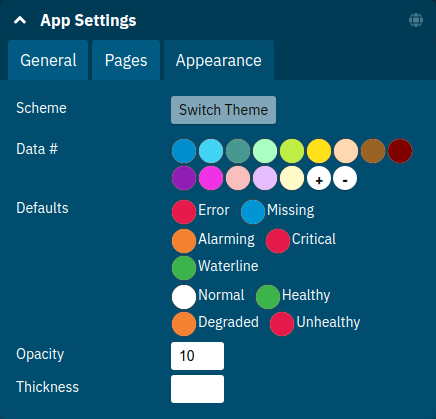 App Settings
General Pages Appearance
Scheme Switch Theme
Data #
+ -
Defaults Error Missing
Alarming Critical
Waterline
Normal Healthy
Degraded Unhealthy
Opacity 10
Thickness